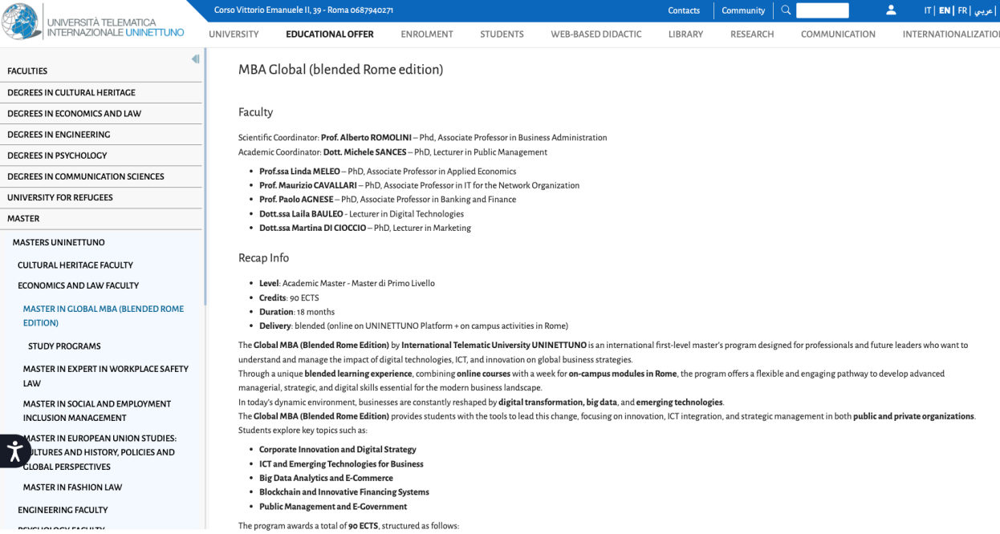 UNIVERSITÀ TELEMATICA
INTERNAZIONALE UNINETTUNO
Corso Vittorio Emanuele II, 39 - Roma 0687940271
Contacts
Community
IT | EN | FR | عربي |
UNIVERSITY
EDUCATIONAL OFFER
ENROLMENT
STUDENTS
WEB-BASED DIDACTIC
LIBRARY
RESEARCH
COMMUNICATION
INTERNATIONALIZATIO
FACULTIES
DEGREES IN CULTURAL HERITAGE
DEGREES IN ECONOMICS AND LAW
DEGREES IN ENGINEERING
DEGREES IN PSYCHOLOGY
DEGREES IN COMMUNICATION SCIENCES
UNIVERSITY FOR REFUGEES
MASTER
MASTERS UNINETTUNO
CULTURAL HERITAGE FACULTY
ECONOMICS AND LAW FACULTY
MASTER IN GLOBAL MBA (BLENDED ROME
EDITION)
STUDY PROGRAMS
MASTER IN EXPERT IN WORKPLACE SAFETY
LAW
MASTER IN SOCIAL AND EMPLOYMENT
INCLUSION MANAGEMENT
MASTER IN EUROPEAN UNION STUDIES:
CULTURES AND HISTORY, POLICIES AND
GLOBAL PERSPECTIVES
MASTER IN FASHION LAW
ENGINEERING FACULTY
PSYCHOLOGY FACULTY
MBA Global (blended Rome edition)
Faculty
Scientific Coordinator: Prof. Alberto ROMOLINI – Phd, Associate Professor in Business Administration
Academic Coordinator: Dott. Michele SANCES – PhD, Lecturer in Public Management
• Prof.ssa Linda MELEO – PhD, Associate Professor in Applied Economics
• Prof. Maurizio CAVALLARI – PhD, Associate Professor in IT for the Network Organization
• Prof. Paolo AGNESE – PhD, Associate Professor in Banking and Finance
• Dott.ssa Laila BAULEO - Lecturer in Digital Technologies
• Dott.ssa Martina DI CIOCCIO – PhD, Lecturer in Marketing
Recap Info
• Level: Academic Master - Master di Primo Livello
• Credits: 90 ECTS
• Duration: 18 months
• Delivery: blended (online on UNINETTUNO Platform + on campus activities in Rome)
The Global MBA (Blended Rome Edition) by International Telematic University UNINETTUNO is an international first-level master's program designed for professionals and future leaders who want to
understand and manage the impact of digital technologies, ICT, and innovation on global business strategies.
Through a unique blended learning experience, combining online courses with a week for on-campus modules in Rome, the program offers a flexible and engaging pathway to develop advanced
managerial, strategic, and digital skills essential for the modern business landscape.
In today's dynamic environment, businesses are constantly reshaped by digital transformation, big data, and emerging technologies.
The Global MBA (Blended Rome Edition) provides students with the tools to lead this change, focusing on innovation, ICT integration, and strategic management in both public and private organizations.
Students explore key topics such as:
• Corporate Innovation and Digital Strategy
• ICT and Emerging Technologies for Business
• Big Data Analytics and E-Commerce
• Blockchain and Innovative Financing Systems
• Public Management and E-Government
The program awards a total of 90 ECTS, structured as follows: